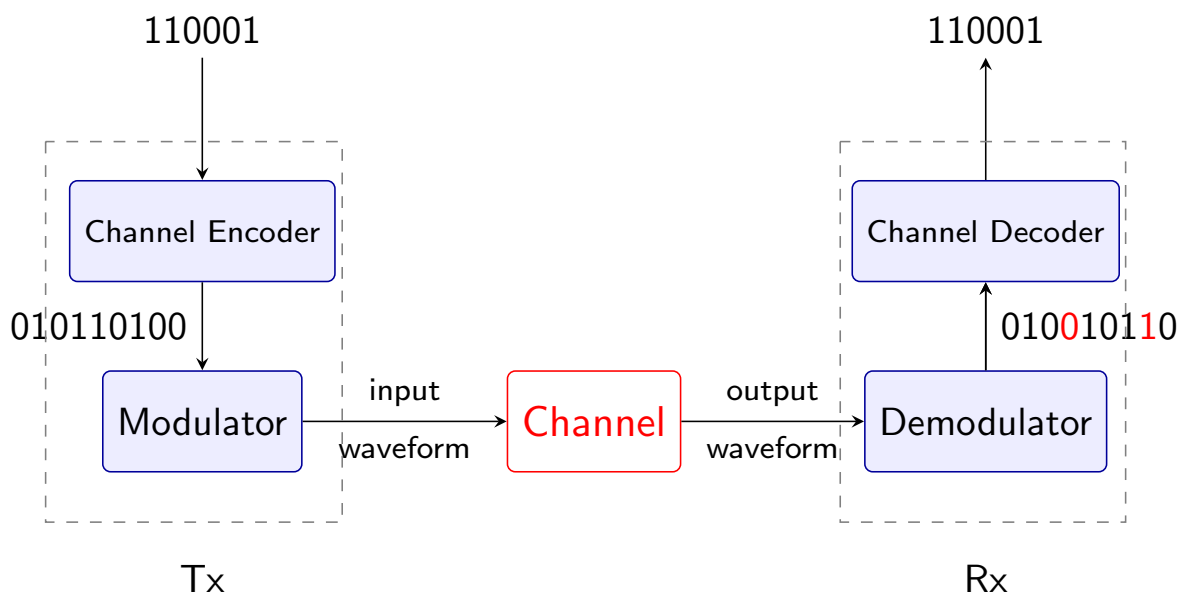 110001
110001
Channel Encoder
Channel Decoder
010110100
010010110
Modulator
input
waveform
Channel
output
waveform
Demodulator
Tx
Rx